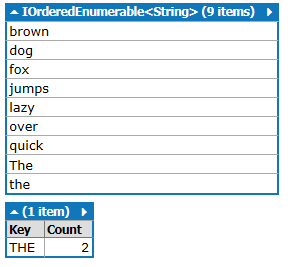 IOrderedEnumerable<String> (9 items)
brown
dog
fox
jumps
lazy
over
quick
The
the
(1 item)
Key Count
THE 2